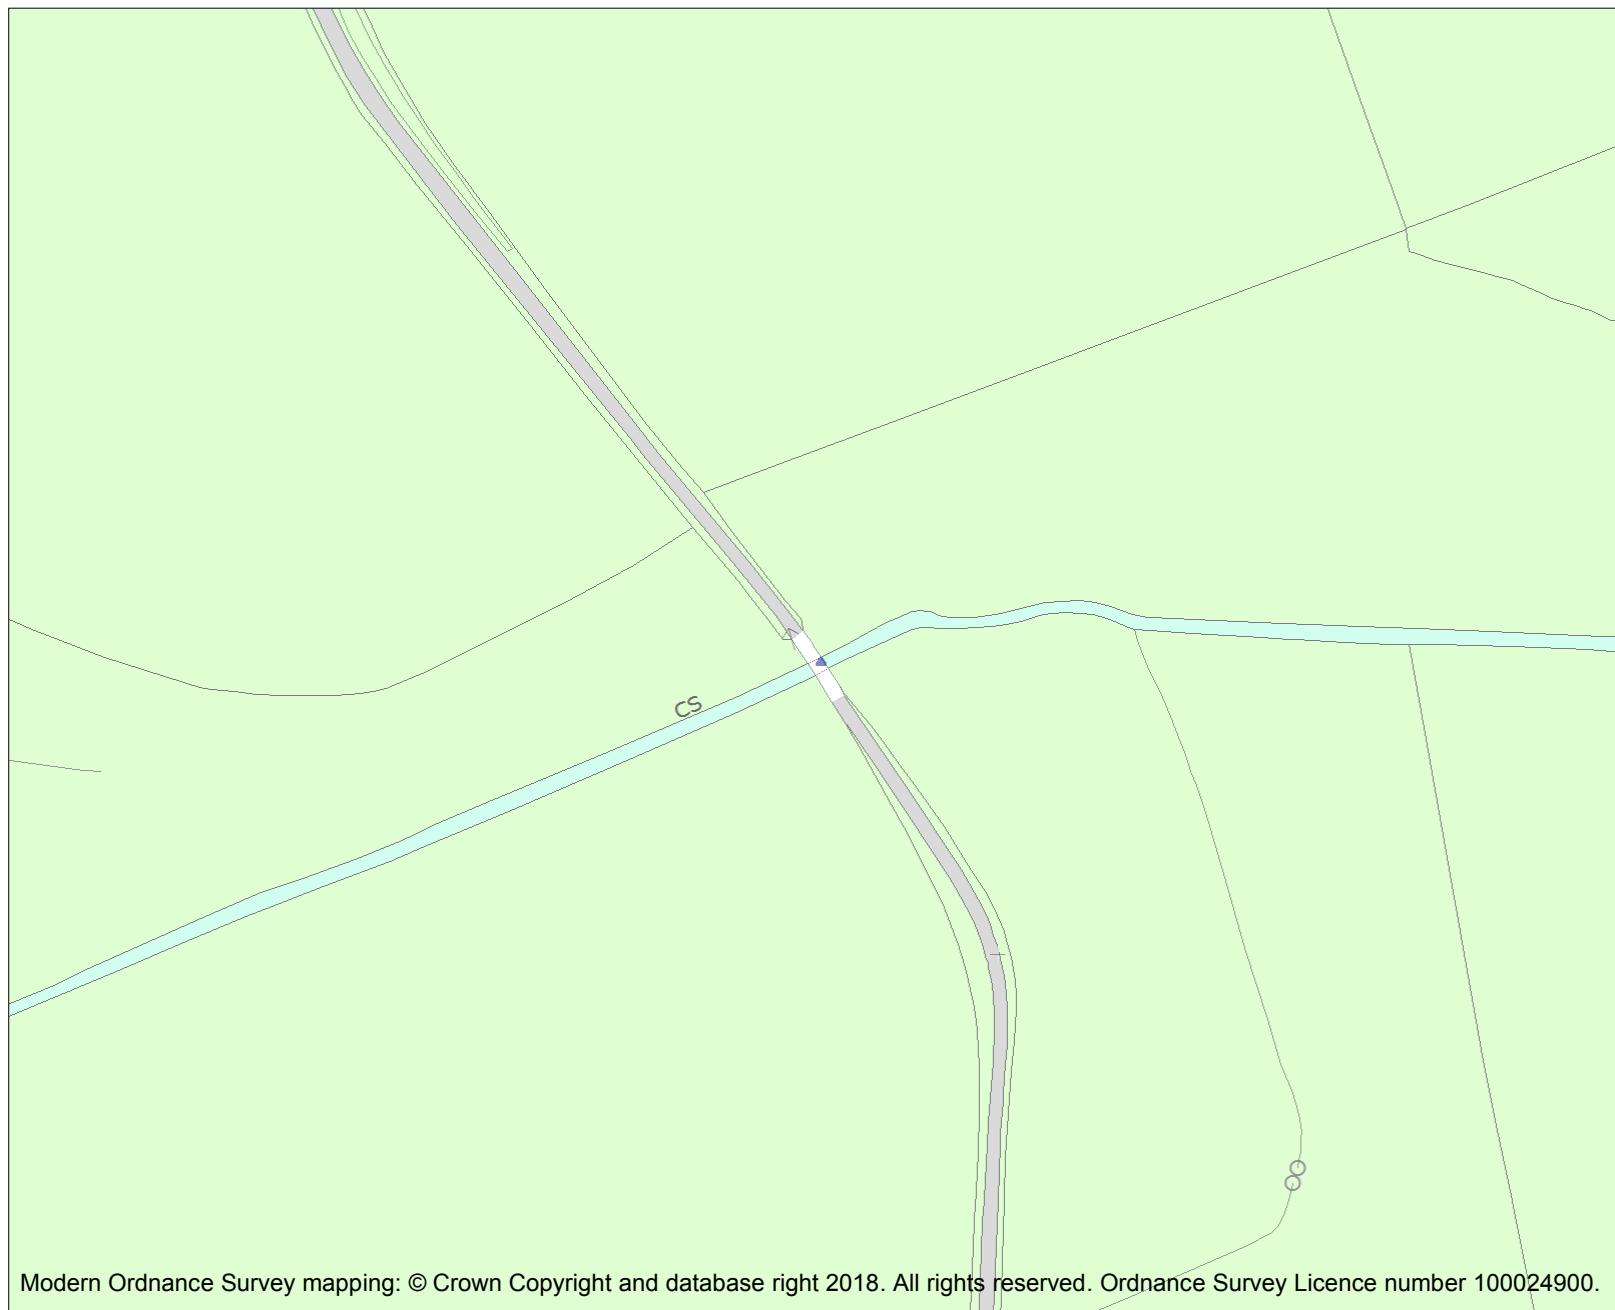 CS
Modern Ordnance Survey mapping: © Crown Copyright and database right 2018. All rights reserved. Ordnance Survey Licence number 100024900.